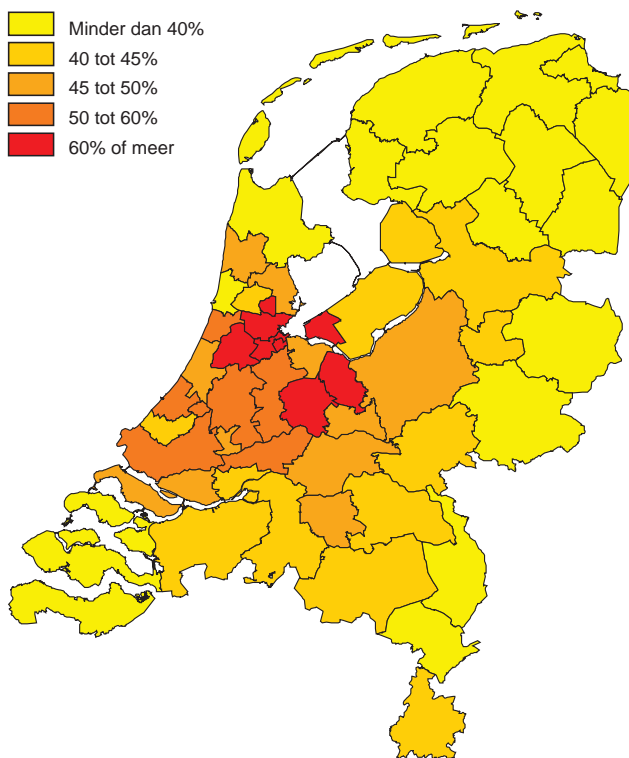 Minder dan 40%
40 tot 45%
45 tot 50%
50 tot 60%
60% of meer